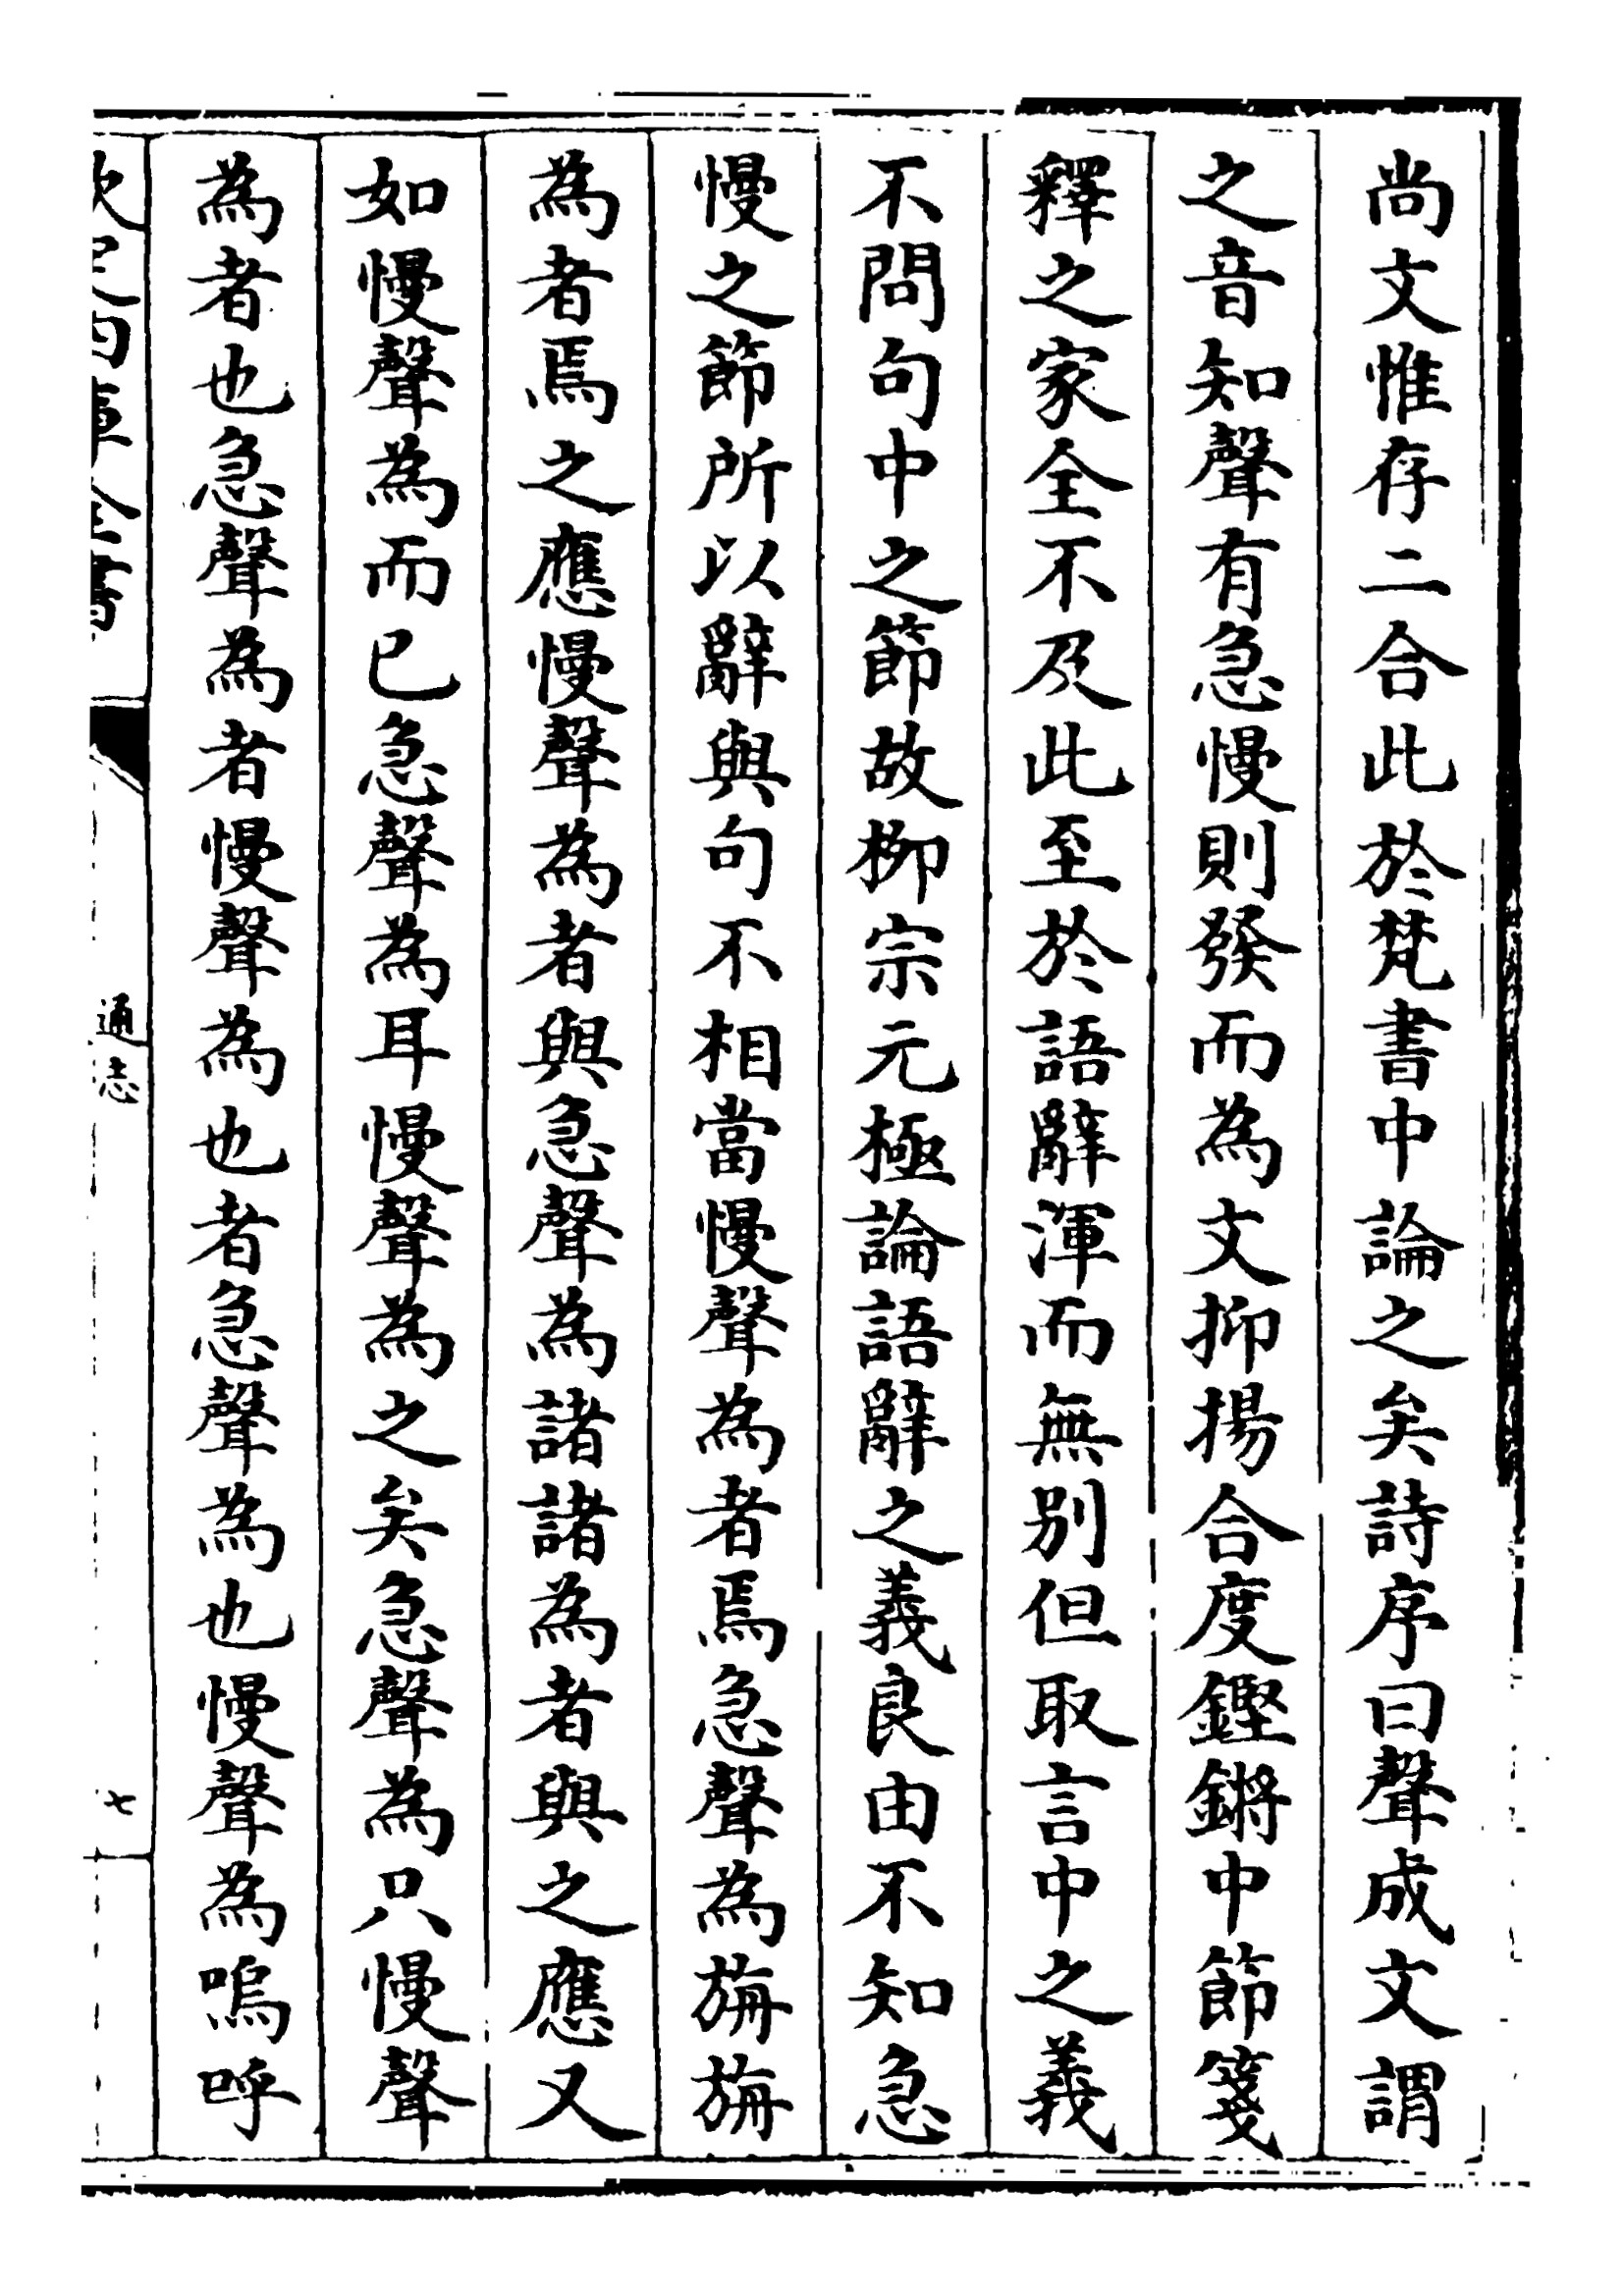 尚文惟存二合此於梵書中論之矣詩序曰聲成文謂
之音知聲有急慢則發而為文抑揚合度鏗鏘中節箋
釋之家全不及此至於語辭渾而無别但取言中之義
不問句中之節故柳宗元極論語辭之義良由不知急
慢之節所以辭與句不相當慢聲為者焉急聲為旃旃
為者焉之應慢聲為者與急聲為諸諸為者與之應又
如慢聲為而已急聲為耳慢聲為之矣急聲為只慢聲
為者也急聲為者慢聲為也者急聲為也慢聲為嗚呼
欽定四庫全書
通志
七